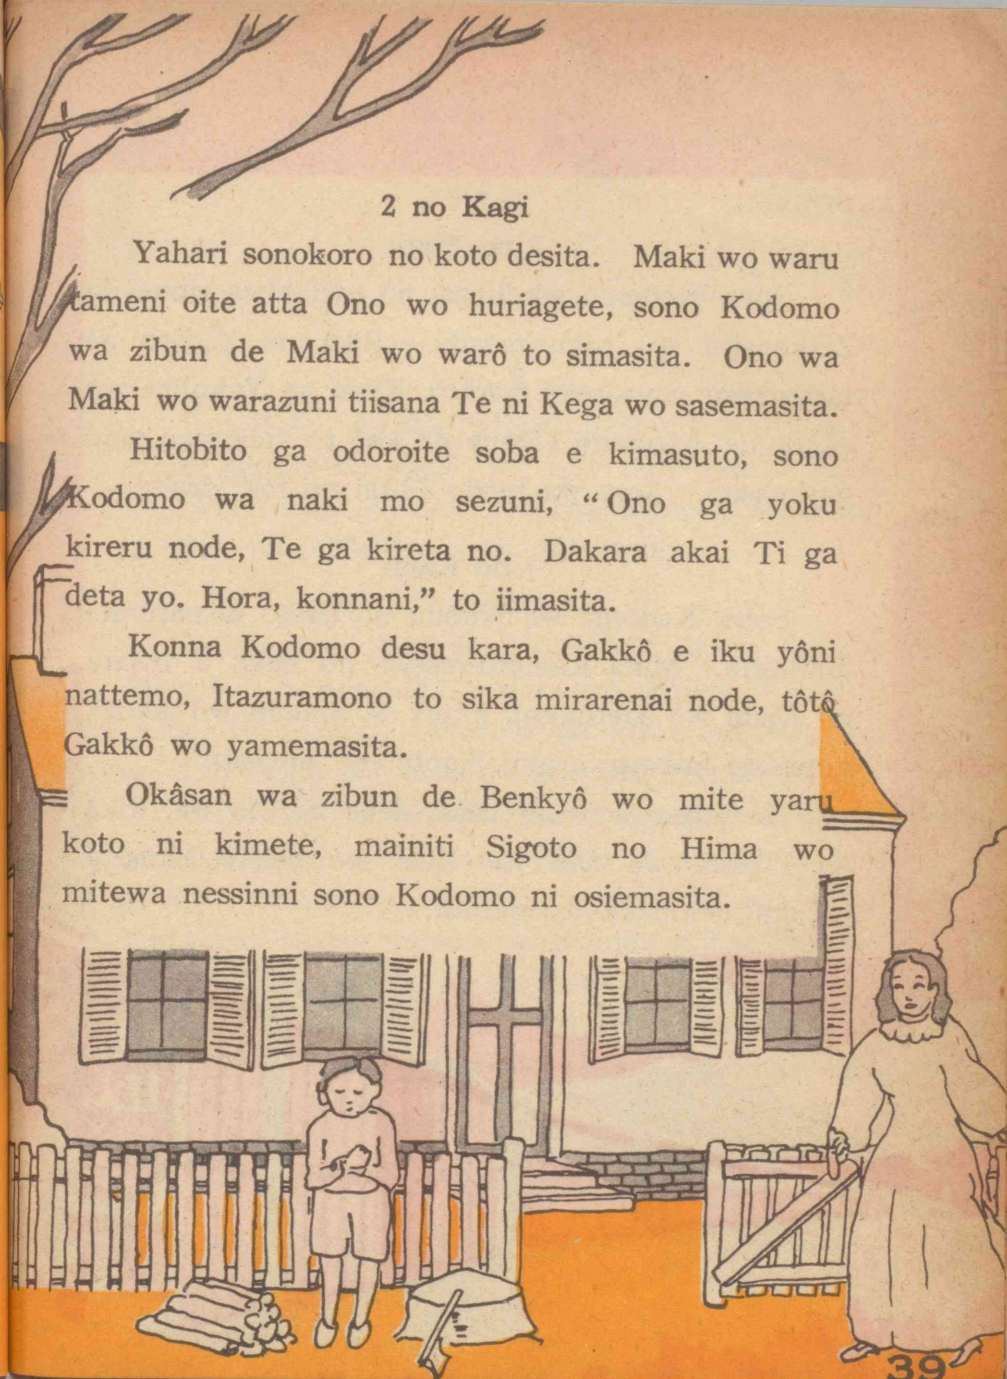 2 no Kagi
Yahari sonokoro no koto desita. Maki wo waru
tameni oite atta Ono wo huriagete, sono Kodomo
wa zibun de Maki wo warô to simasita. Ono wa
Maki wo warazuni tiisana Te ni Kega wo sasemasita.
Hitobito ga odoroite soba e kimasuto, sono
Kodomo wa naki mo sezuni, “Ono ga yoku
kireru node, Te ga kireta no. Dakara akai Ti ga
deta yo. Hora, konnani,” to iimasita.
Konna Kodomo desu kara, Gakkô e iku yôni
nattemo, Itazuramono to sika mirarenai node, tôtô
Gakkô wo yamemasita.
Okâsan wa zibun de Benkyô wo mite yaru
koto ni kimete, mainiti Sigoto no Hima wo
mitewa nessinni sono Kodomo ni osiemasita.
39